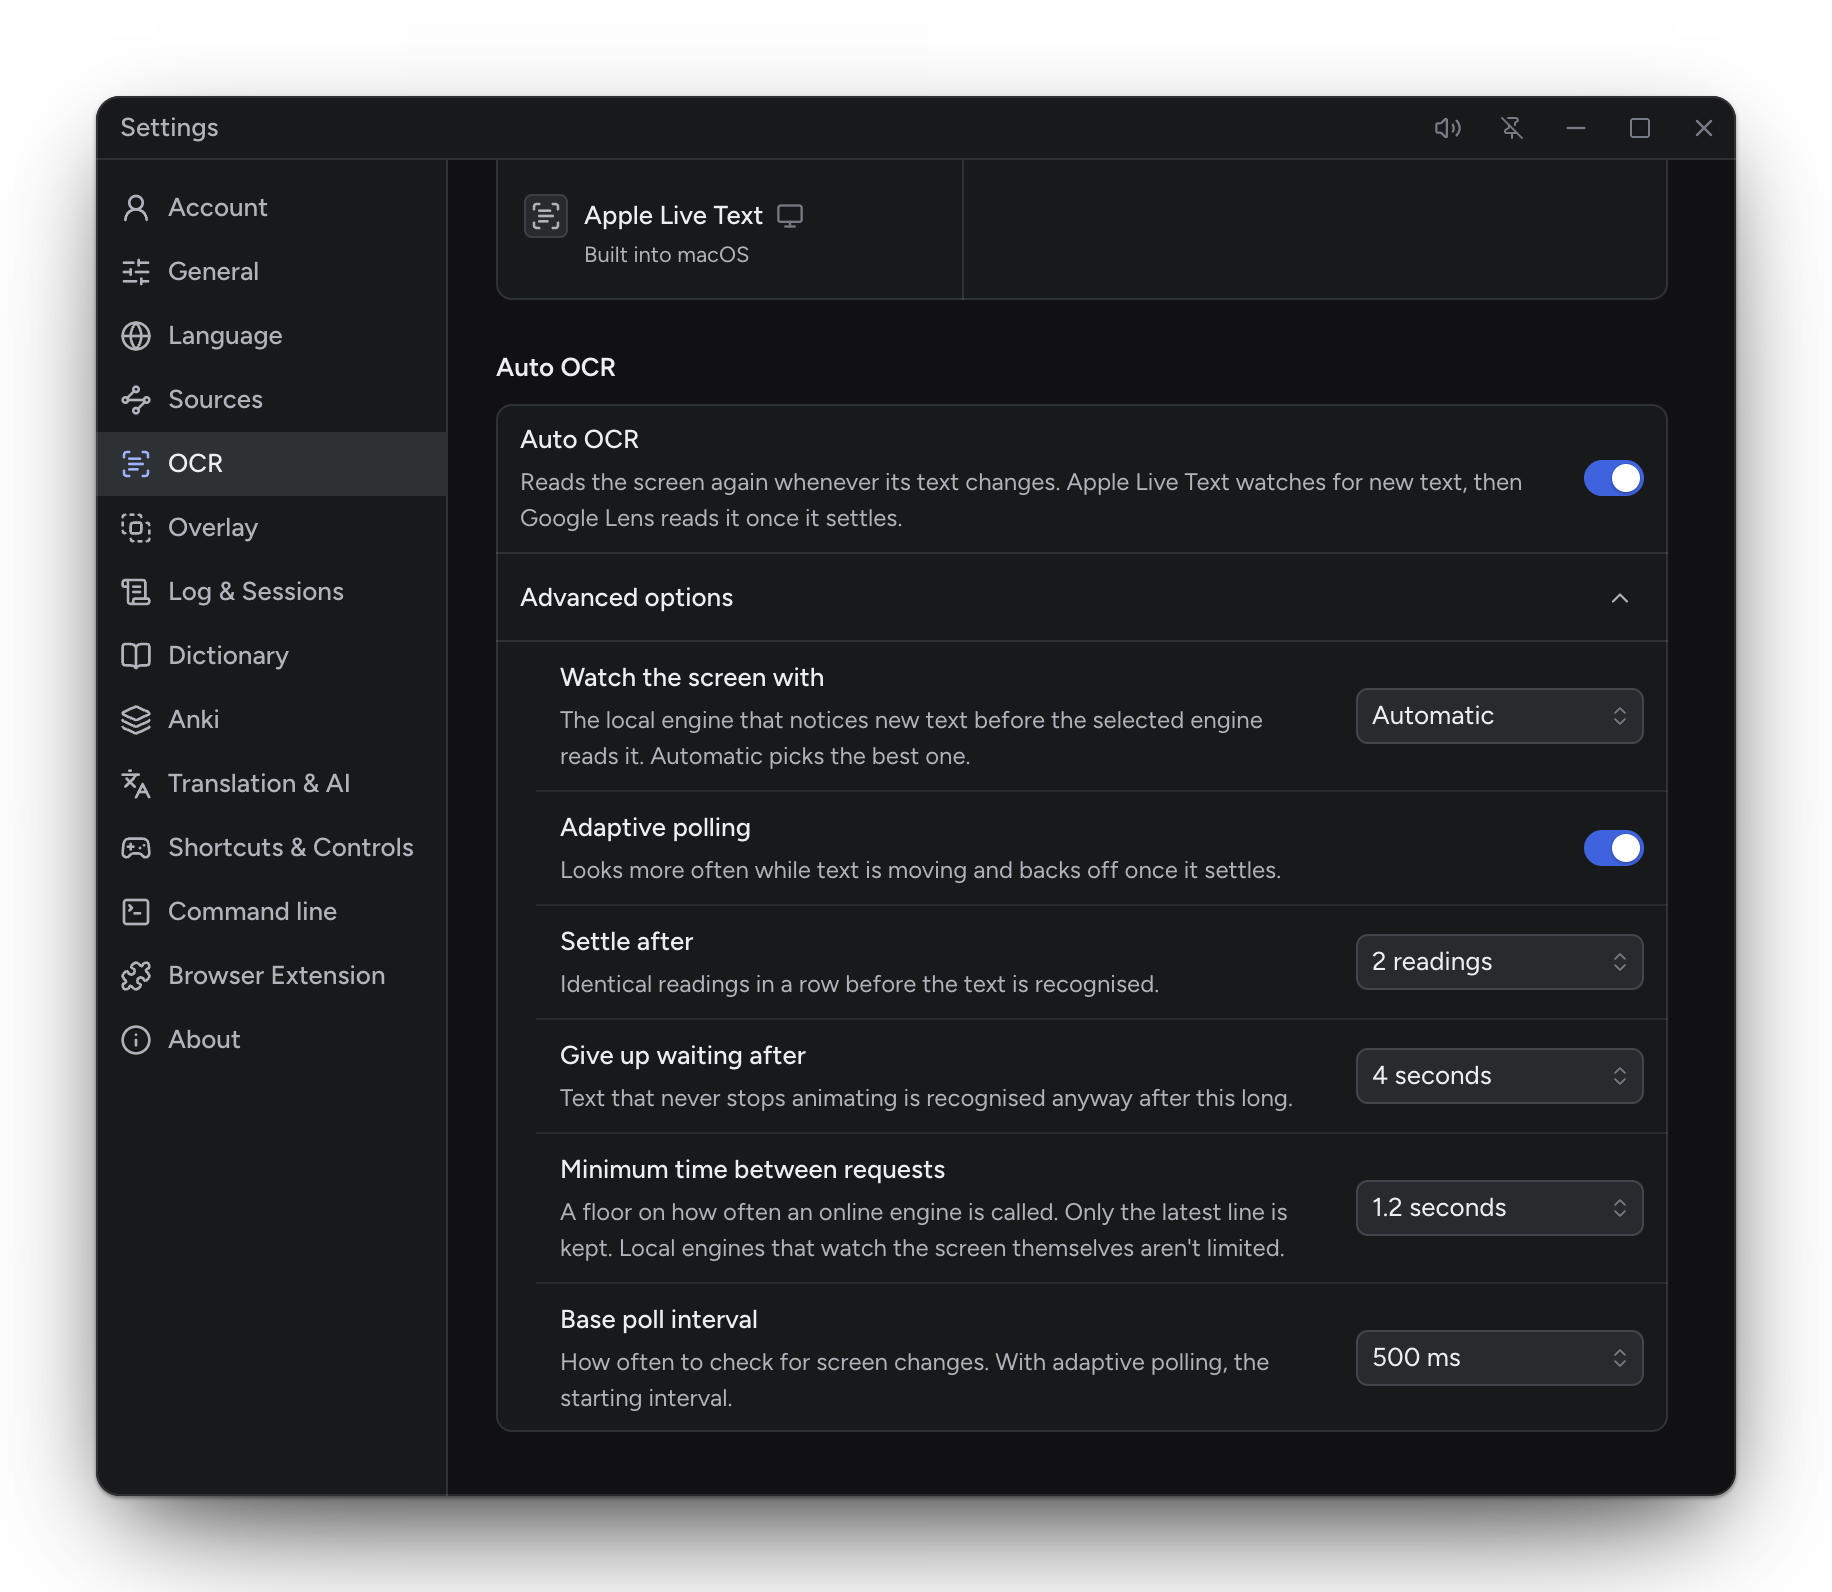 Settings
Account
General
Language
Sources
OCR
Overlay
Log & Sessions
Dictionary
Anki
Translation & AI
Shortcuts & Controls
Command line
Browser Extension
About
Apple Live Text
Built into macOS
Auto OCR
Auto OCR
Reads the screen again whenever its text changes. Apple Live Text watches for new text, then
Google Lens reads it once it settles.
Advanced options
Watch the screen with
The local engine that notices new text before the selected engine
reads it. Automatic picks the best one.
Automatic
Adaptive polling
Looks more often while text is moving and backs off once it settles.
Settle after
Identical readings in a row before the text is recognised.
2 readings
Give up waiting after
Text that never stops animating is recognised anyway after this long.
4 seconds
Minimum time between requests
A floor on how often an online engine is called. Only the latest line is
kept. Local engines that watch the screen themselves aren't limited.
1.2 seconds
Base poll interval
How often to check for screen changes. With adaptive polling, the
starting interval.
500 ms